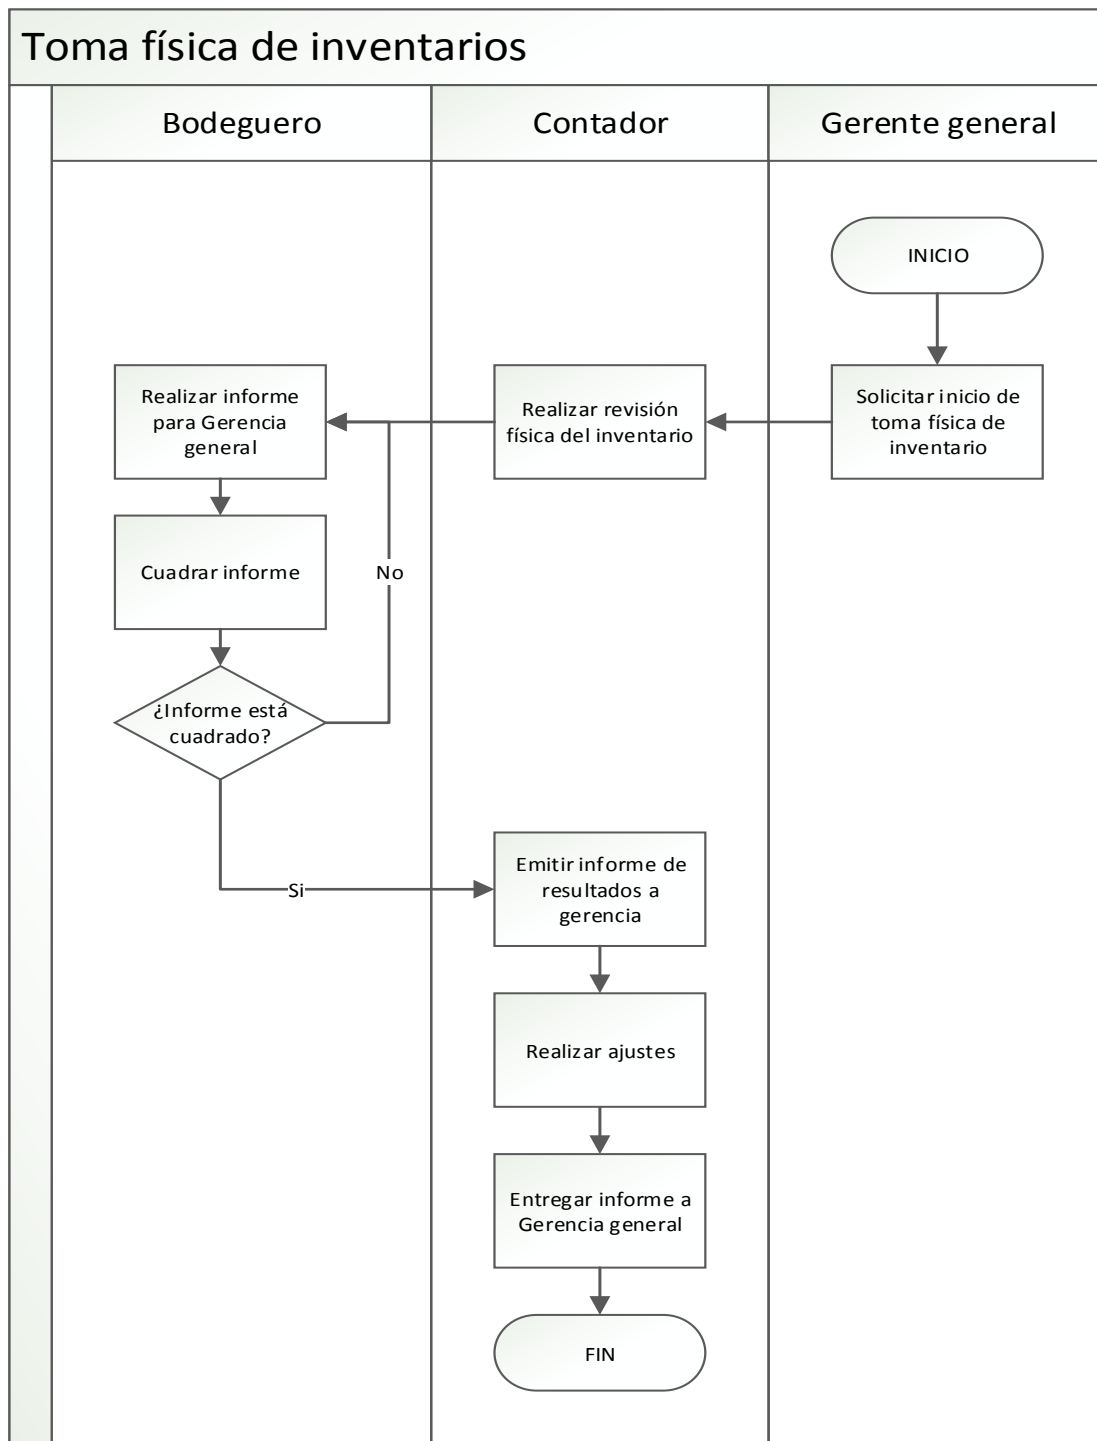 Toma física de inventarios
Bodeguero
Contador
Gerente general
INICIO
Solicitar inicio de
toma física de
inventario
Realizar revisión
física del inventario
Realizar informe
para Gerencia
general
Cuadrar informe
No
¿Informe está
cuadrado?
Si
Emitir informe de
resultados a
gerencia
Realizar ajustes
Entregar informe a
Gerencia general
FIN